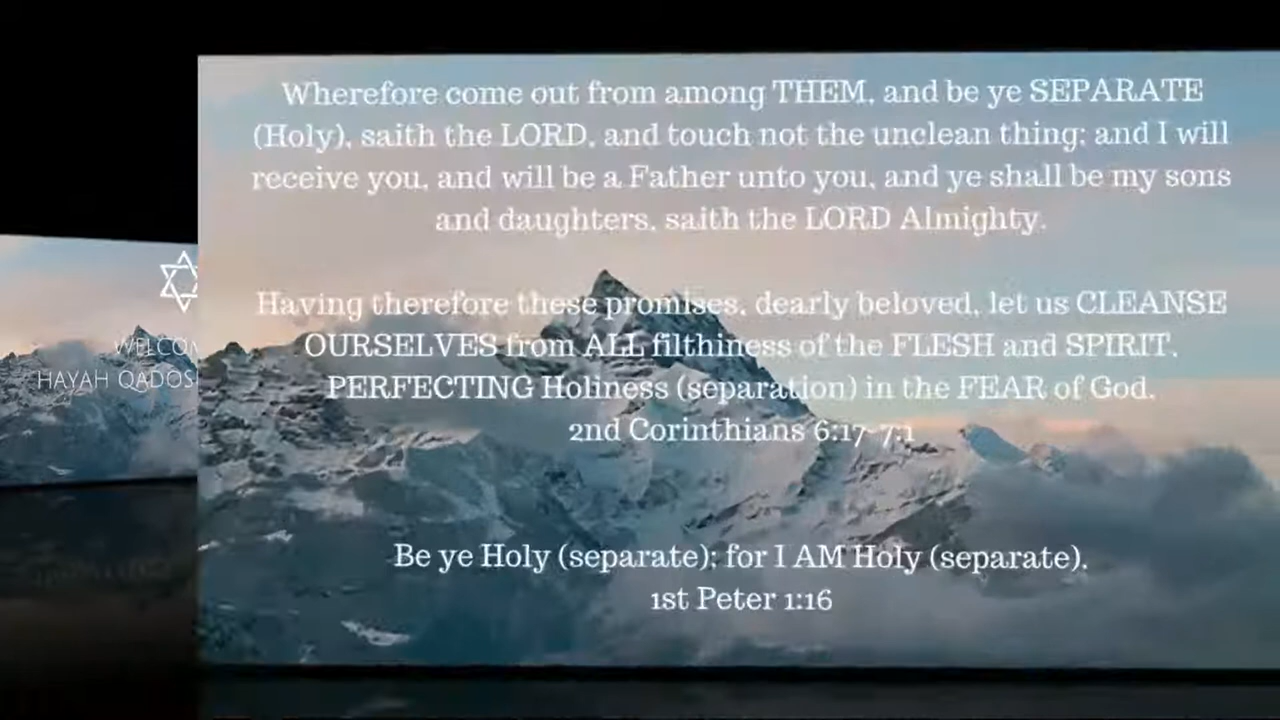 Wherefore come out from among THEM, and be ye SEPARATE
(Holy), saith the LORD, and touch not the unclean thing; and I will
receive you, and will be a Father unto you, and ye shall be my sons
and daughters, saith the LORD Almighty.
Having therefore these promises, dearly beloved, let us CLEANSE
OURSELVES from ALL filthiness of the FLESH and SPIRIT,
PERFECTING Holiness (separation) in the FEAR of God.
2nd Corinthians 6:17-7:1
Be ye Holy (separate); for I AM Holy (separate).
1st Peter 1:16
HAYAH